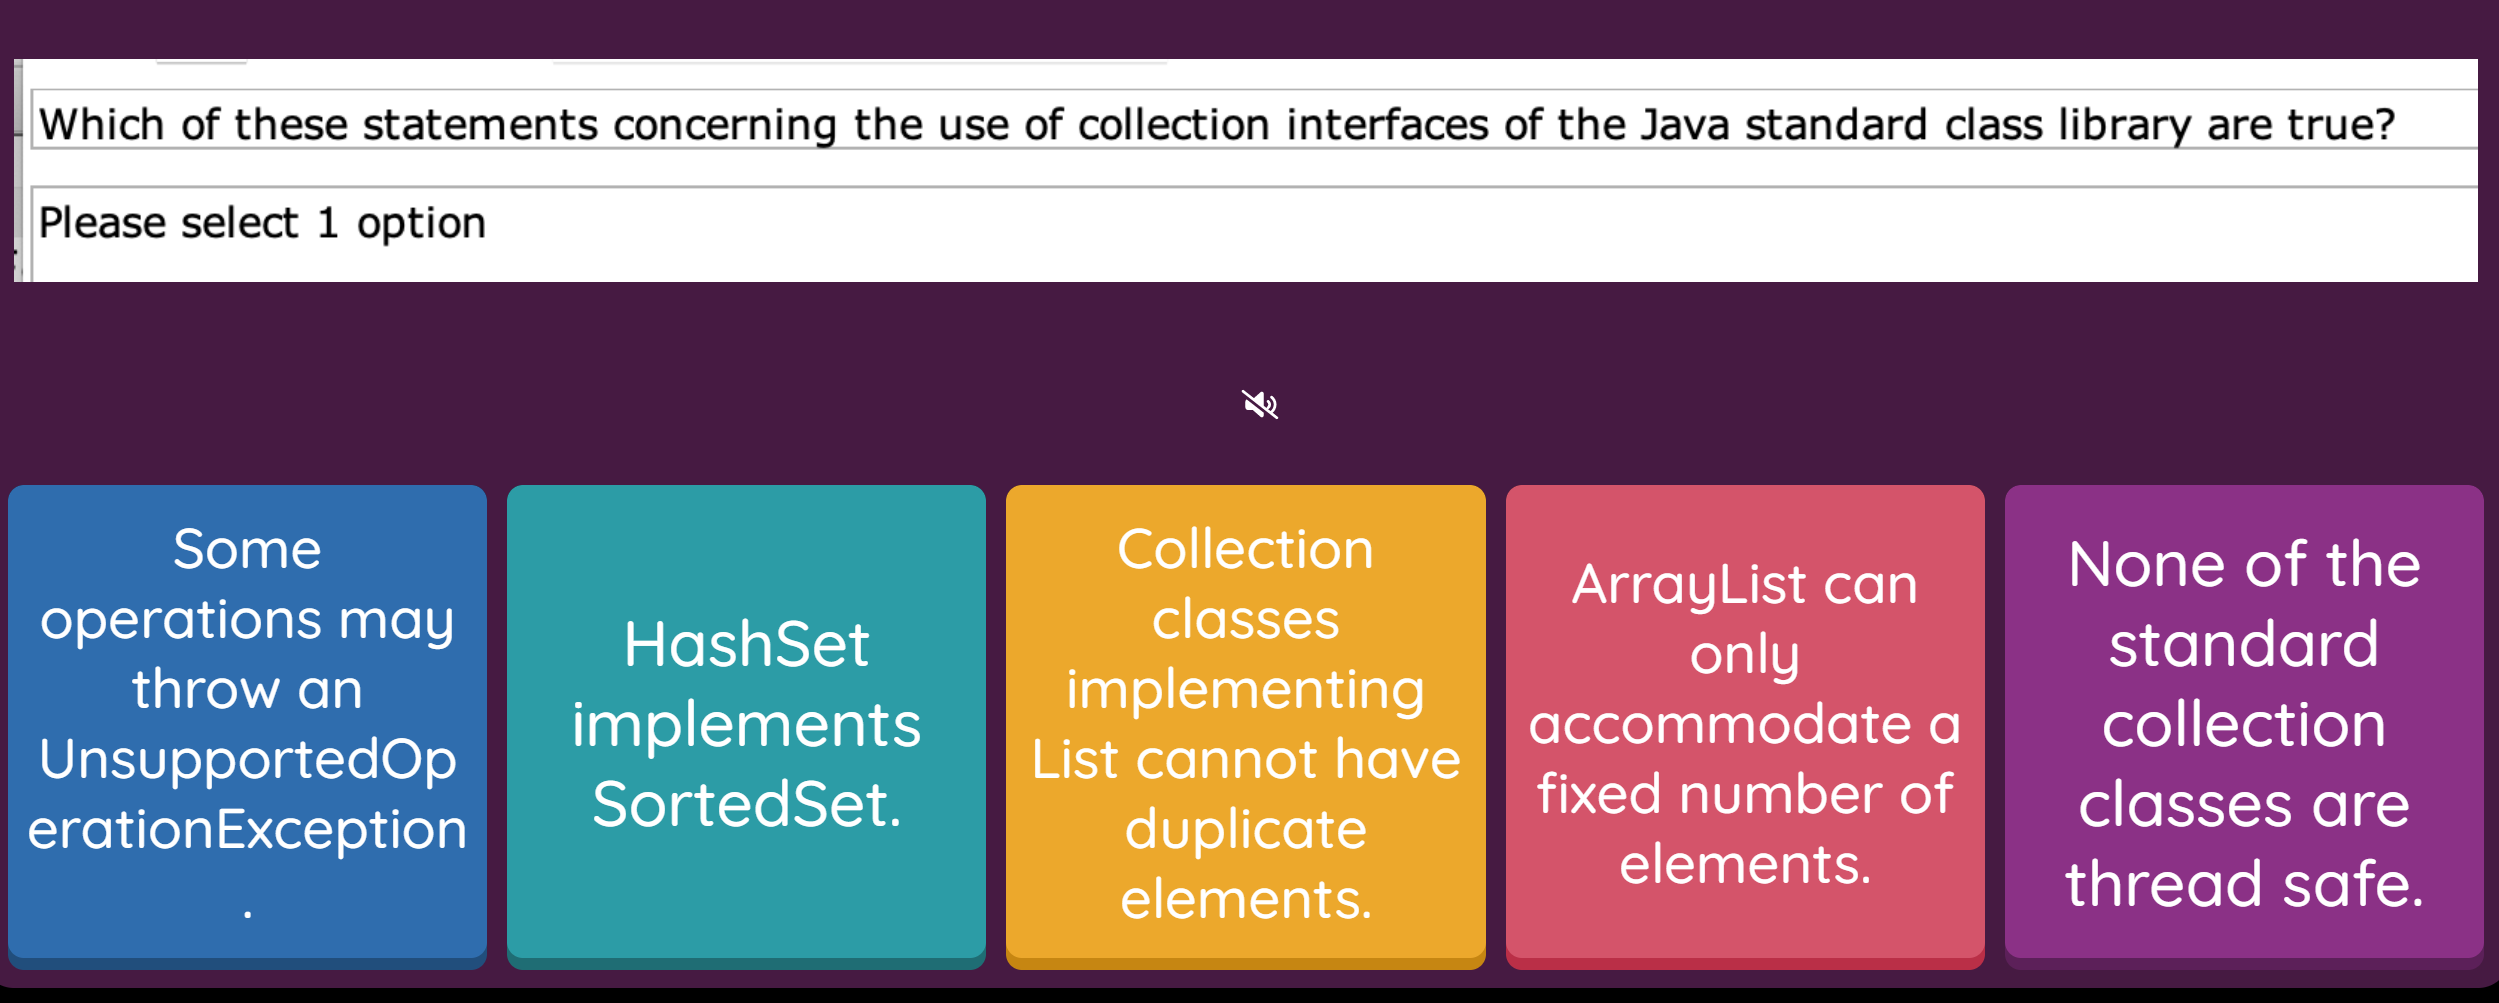 Which of these statements concerning the use of collection interfaces of the Java standard class library are true?
Please select 1 option
Some
operations may
throw an
UnsupportedOp
erationException
.
HashSet
implements
SortedSet.
Collection
classes
implementing
List cannot have
duplicate
elements.
ArrayList can
only
accommodate a
fixed number of
elements.
None of the
standard
collection
classes are
thread safe.